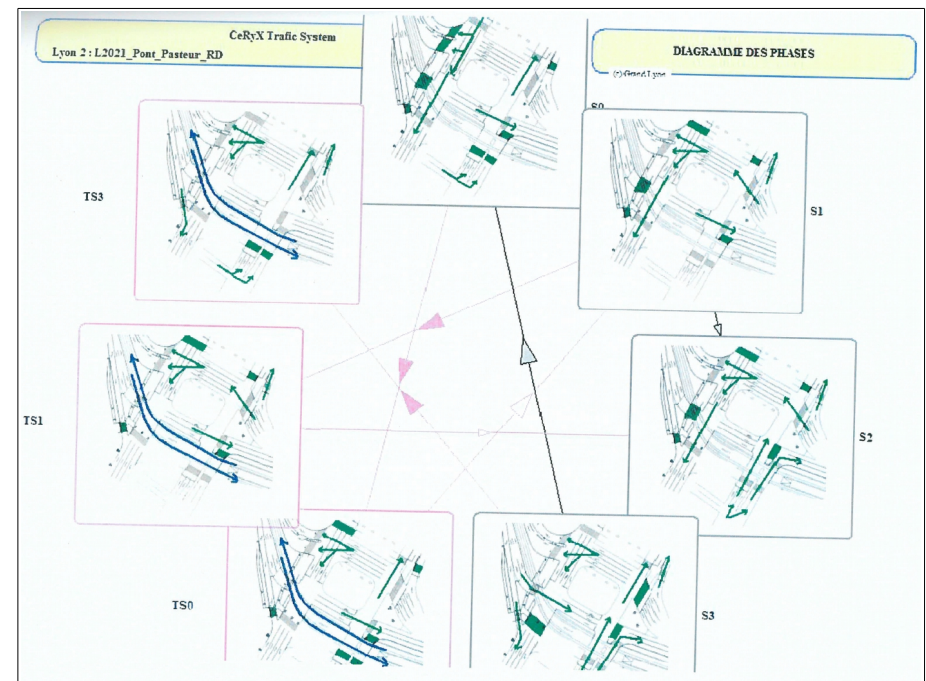 CeRyX Trafic System
Lyon 2 : L2021_Pont_Pasteur_RD
DIAGRAMME DES PHASES
(c) Grand Lyon
S0
S1
TS3
TS1
S2
TS0
S3